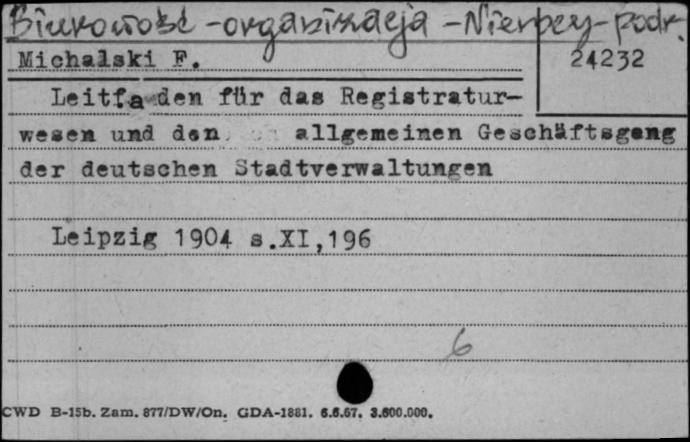 Biurowość - organizacja - Niemcy - podr.
Michalski F.
24232
Leitfaden für das Registratur-
wesen und den allgemeinen Geschäftsgang
der deutschen Stadtverwaltungen
Leipzig 1904 s.XI,196
6
CWD B-15b. Zam. 877/DW/On. GDA-1881. 6.6.67. 3.600.000.